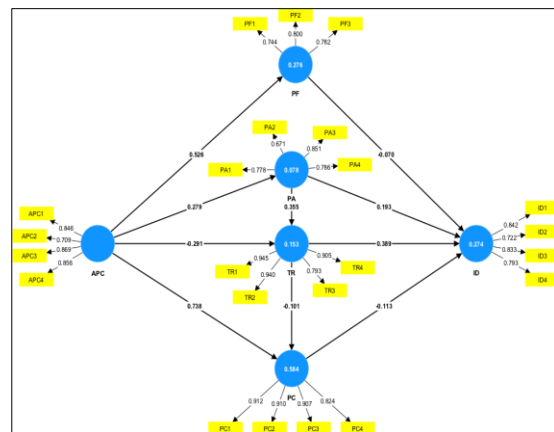 PF2
PF1 PF3
0.800
0.744 0.782
0.276
PF
PA2
PA3
0.671 0.851
PA1 0.778 0.786 PA4
0.078
PA
0.526
-0.070
0.279
0.355
0.193
APC1
0.846
APC2
0.709
APC3
0.869
APC4
0.856
APC
-0.291
0.153
TR
0.389
0.274
ID
ID1
0.842
ID2
0.722
ID3
0.833
ID4
0.793
TR1
0.945
TR2
0.940
TR3
0.793
TR4
0.905
0.738
-0.101
-0.113
0.564
PC
0.912 0.910 0.907 0.824
PC1 PC2 PC3 PC4